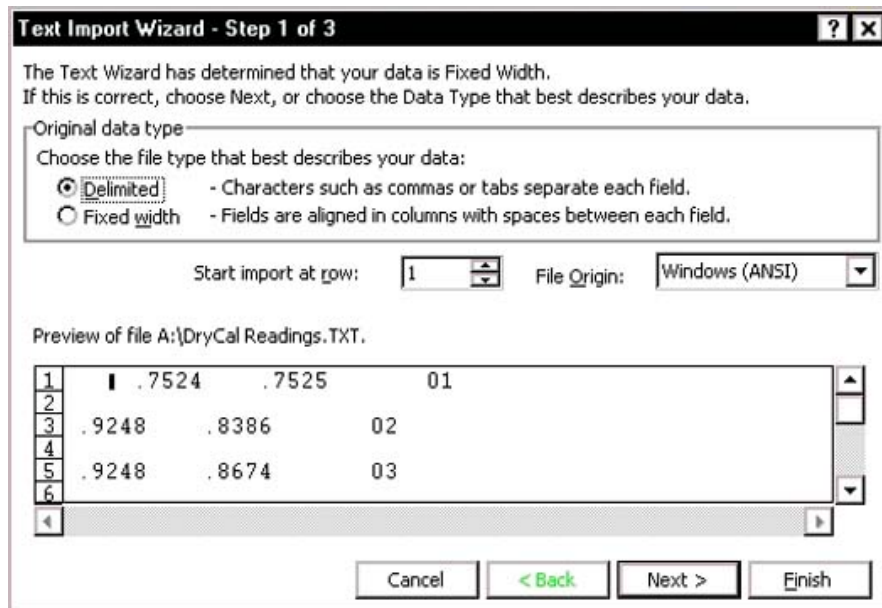 Text Import Wizard - Step 1 of 3
The Text Wizard has determined that your data is Fixed Width.
If this is correct, choose Next, or choose the Data Type that best describes your data.
Original data type
Choose the file type that best describes your data:
Delimited - Characters such as commas or tabs separate each field.
Fixed width - Fields are aligned in columns with spaces between each field.
Start import at row: 1 File Origin: Windows (ANSI)
Preview of file A:\DryCal Readings.TXT.
1 .7524 .7525 01
2
3 .9248 .8386 02
4
5 .9248 .8674 03
6
Cancel < Back Next > Finish